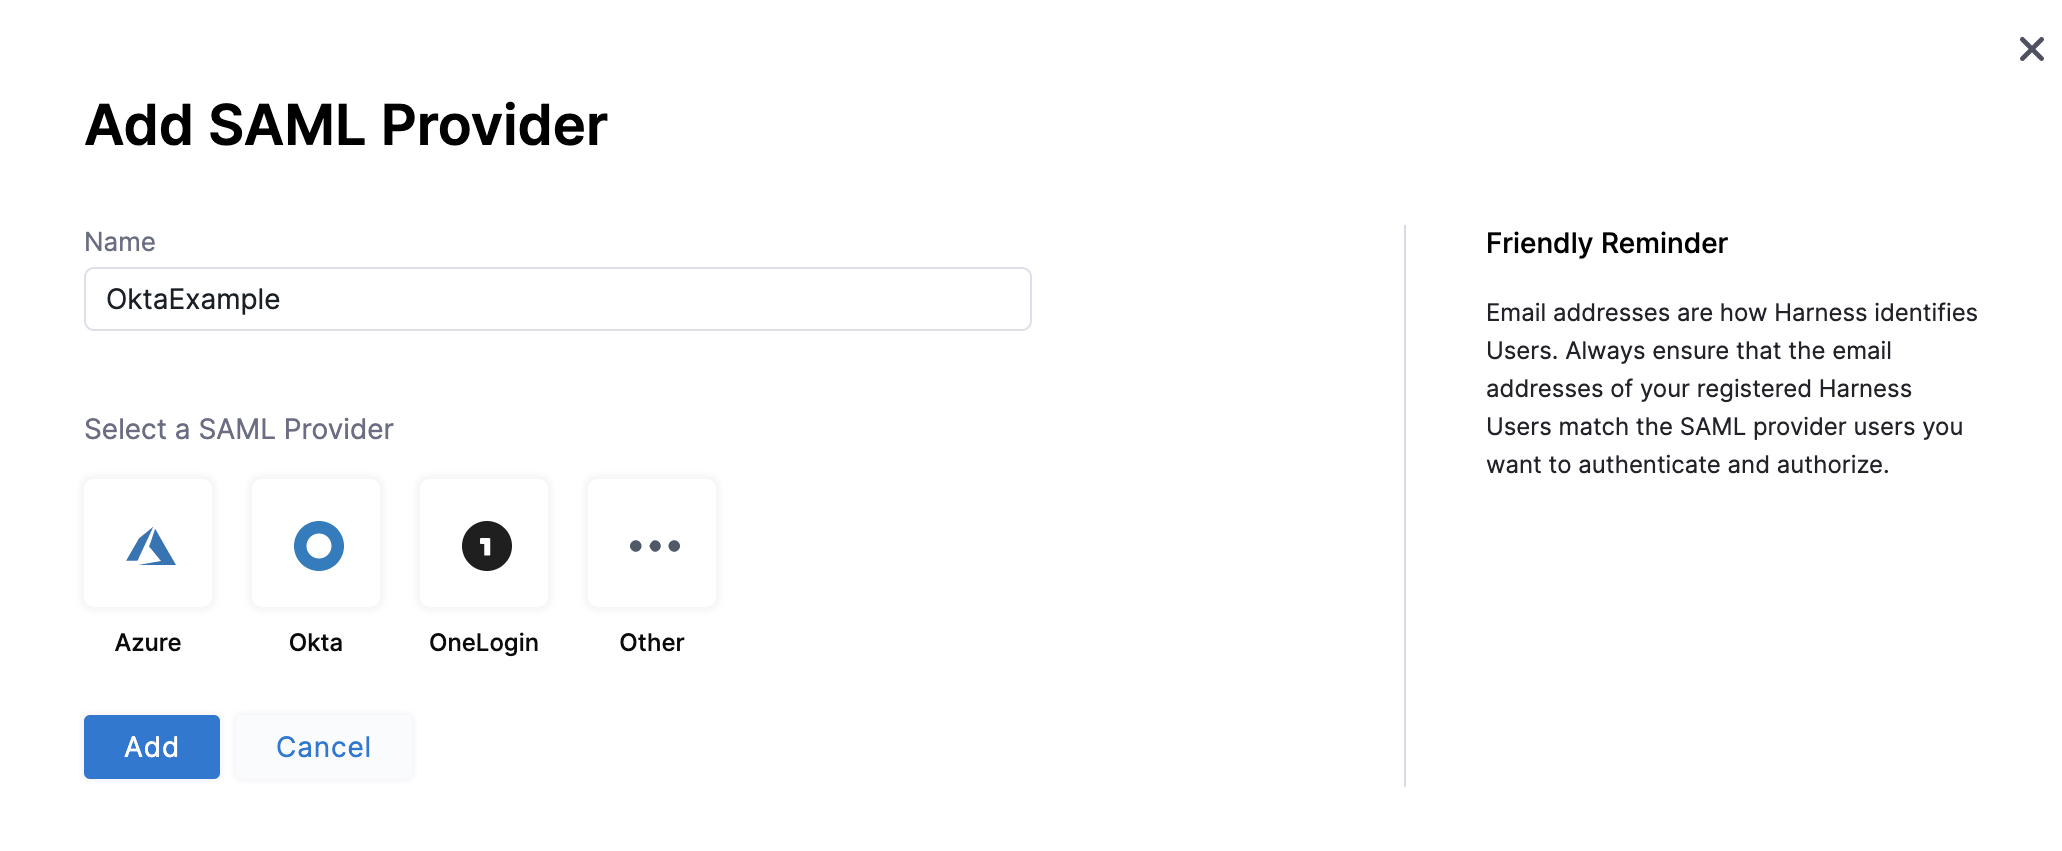 Add SAML Provider
Name
OktaExample
Select a SAML Provider
Azure
Okta
1
OneLogin
Other
Add
Cancel
Friendly Reminder
Email addresses are how Harness identifies
Users. Always ensure that the email
addresses of your registered Harness
Users match the SAML provider users you
want to authenticate and authorize.